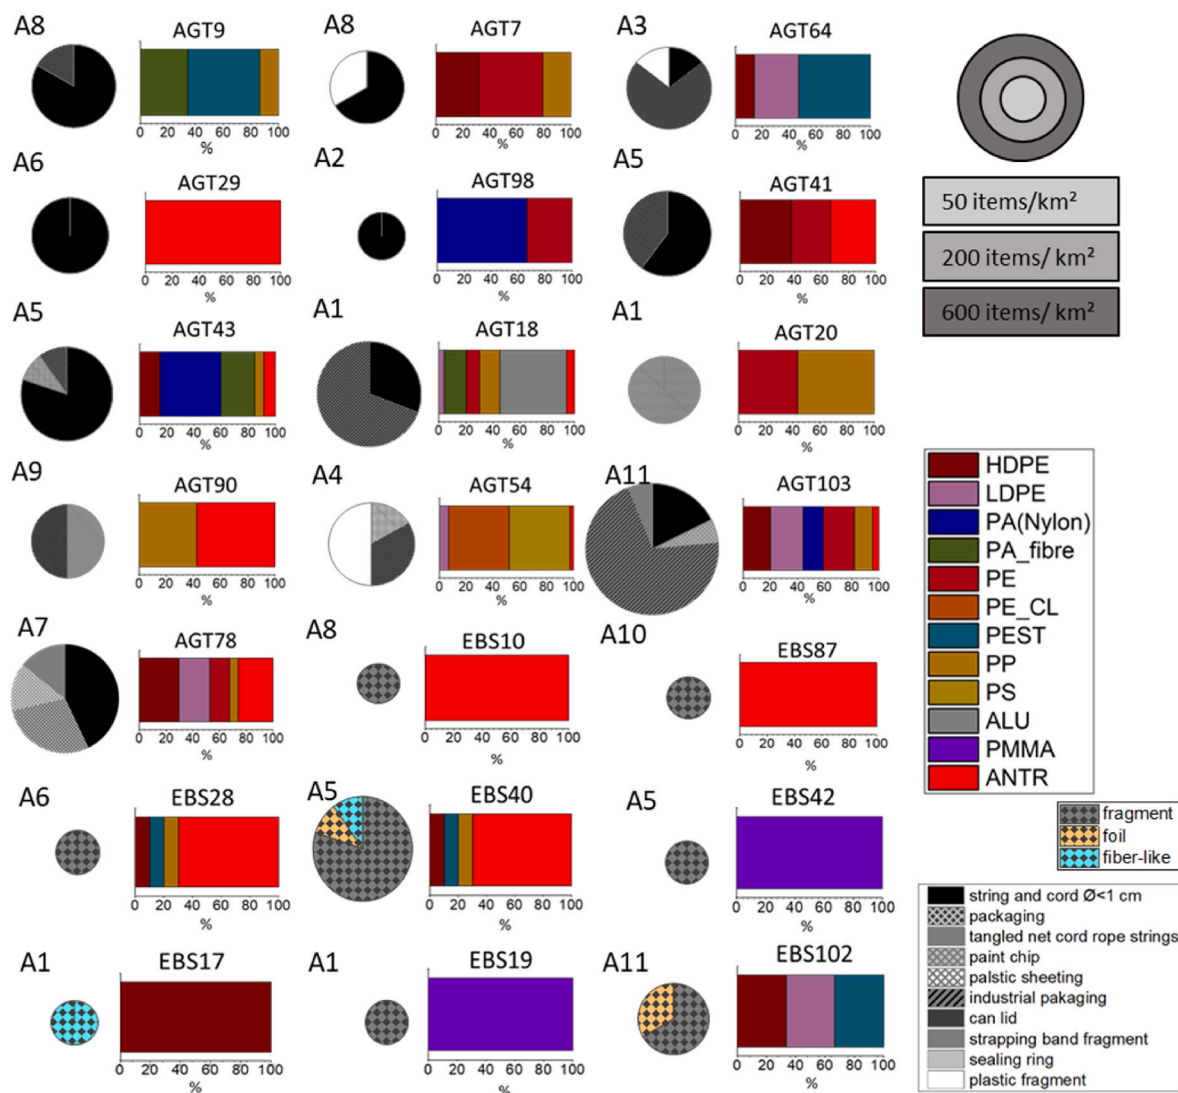 A8 AGT9 A8 AGT7 A3 AGT64
0 20 40 60 80 100 0 20 40 60 80 100 0 20 40 60 80 100
% % %
A6 AGT29 A2 AGT98 A5 AGT41
50 items/km²
200 items/ km²
600 items/ km²
0 20 40 60 80 100 0 20 40 60 80 100 0 20 40 60 80 100
% % %
A5 AGT43 A1 AGT18 A1 AGT20
0 20 40 60 80 100 0 20 40 60 80 100 0 20 40 60 80 100
% % %
A9 AGT90 A4 AGT54 A11 AGT103
0 20 40 60 80 100 0 20 40 60 80 100 0 20 40 60 80 100
% % %
A7 AGT78 A8 EBS10 A10 EBS87
0 20 40 60 80 100 0 20 40 60 80 100 0 20 40 60 80 100
% % %
HDPE
LDPE
PA(Nylon)
PA_fibre
PE
PE_CL
PEST
PP
PS
ALU
PMMA
ANTR
A6 EBS28 A5 EBS40 A5 EBS42
0 20 40 60 80 100 0 20 40 60 80 100 0 20 40 60 80 100
% % %
fragment
foil
fiber-like
A1 EBS17 A1 EBS19 A11 EBS102
0 20 40 60 80 100 0 20 40 60 80 100 0 20 40 60 80 100
% % %
string and cord Ø<1 cm
packaging
tangled net cord rope strings
paint chip
palstic sheeting
industrial pakaging
can lid
strapping band fragment
sealing ring
plastic fragment